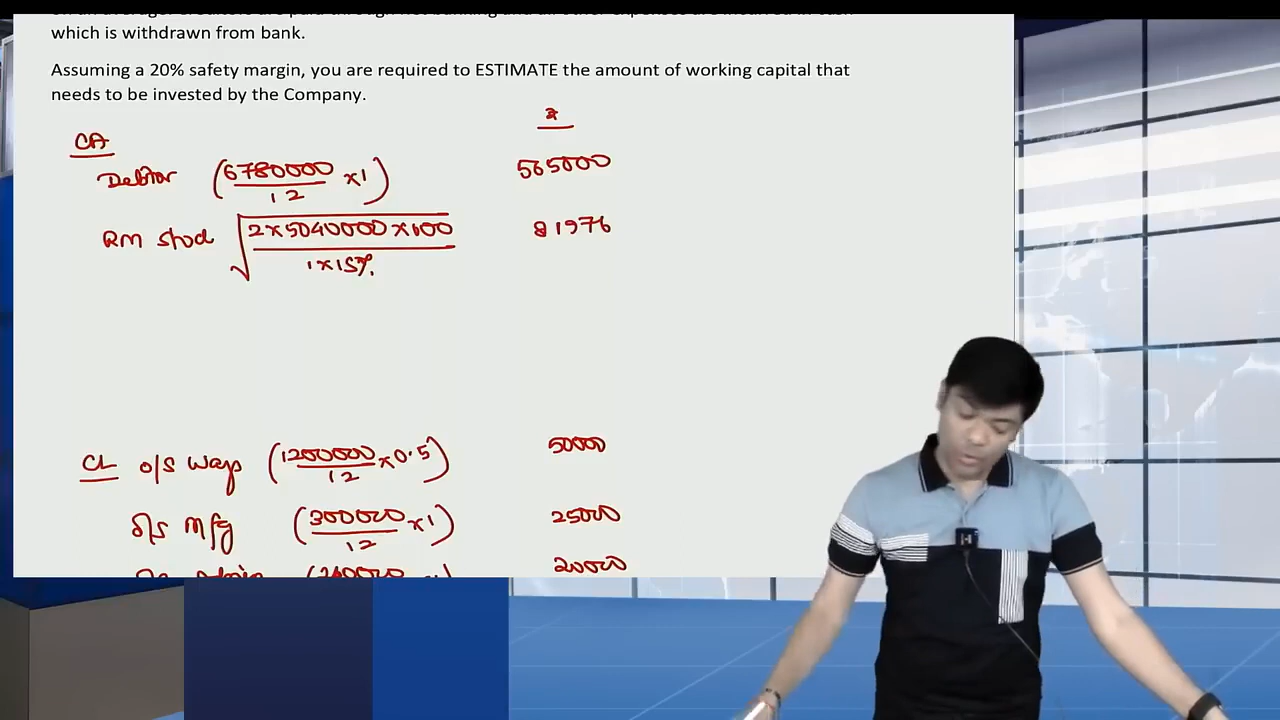 which is withdrawn from bank.
Assuming a 20% safety margin, you are required to ESTIMATE the amount of working capital that
needs to be invested by the Company.
₹
CA
Debtor (6780000/12 x1) 565000
RM stock √(2x5040000x100/1x15%) 81976
CL o/s Wages (1200000/12 x0.5) 50000
o/s Mfg (300000/12 x1) 25000
20000
H